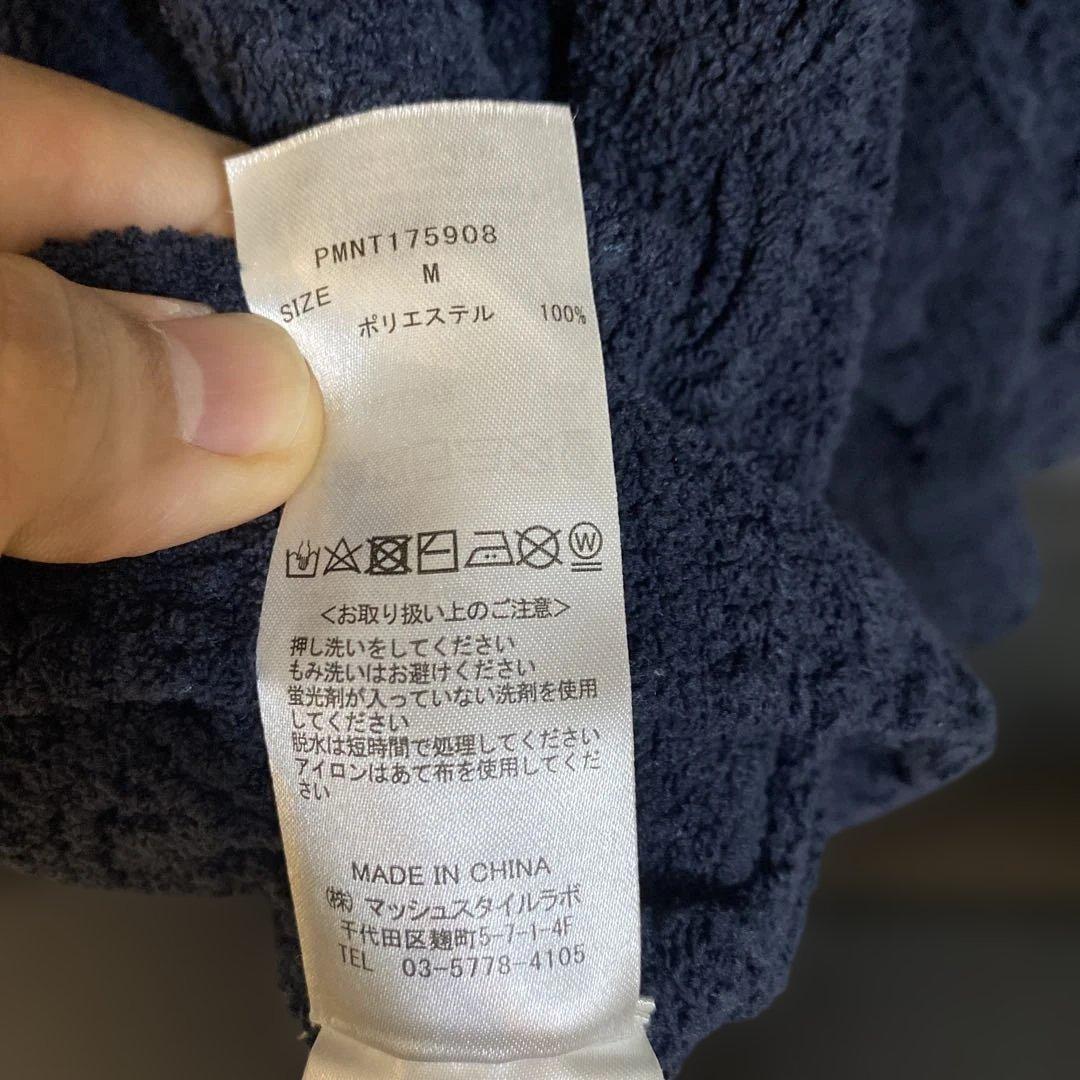 PMNT175908
SIZE M
ポリエステル 100%
W
<お取り扱い上のご注意>
押し洗いをしてください
もみ洗いはお避けください
蛍光剤が入っていない洗剤を使用
してください
脱水は短時間で処理してください
アイロンはあて布を使用してくだ
さい
MADE IN CHINA
(株) マッシュスタイルラボ
千代田区麹町5-7-1-4F
TEL 03-5778-4105